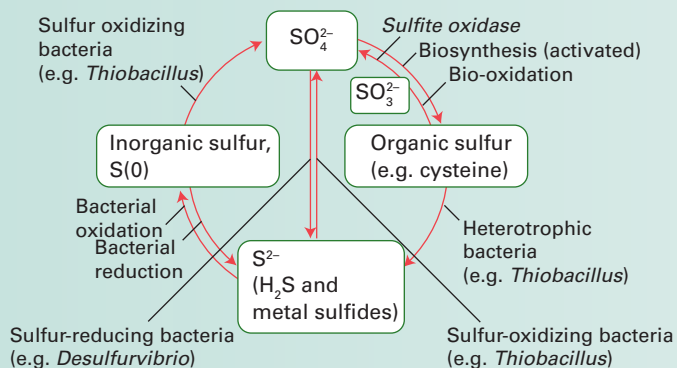 Sulfur oxidizing
bacteria
(e.g. Thiobacillus)
SO₄²⁻
Sulfite oxidase
Biosynthesis (activated)
Bio-oxidation
SO₃²⁻
Inorganic sulfur,
S(0)
Organic sulfur
(e.g. cysteine)
Bacterial
oxidation
Bacterial
reduction
S²⁻
(H₂S and
metal sulfides)
Heterotrophic
bacteria
(e.g. Thiobacillus)
Sulfur-reducing bacteria
(e.g. Desulfurvibrio)
Sulfur-oxidizing bacteria
(e.g. Thiobacillus)